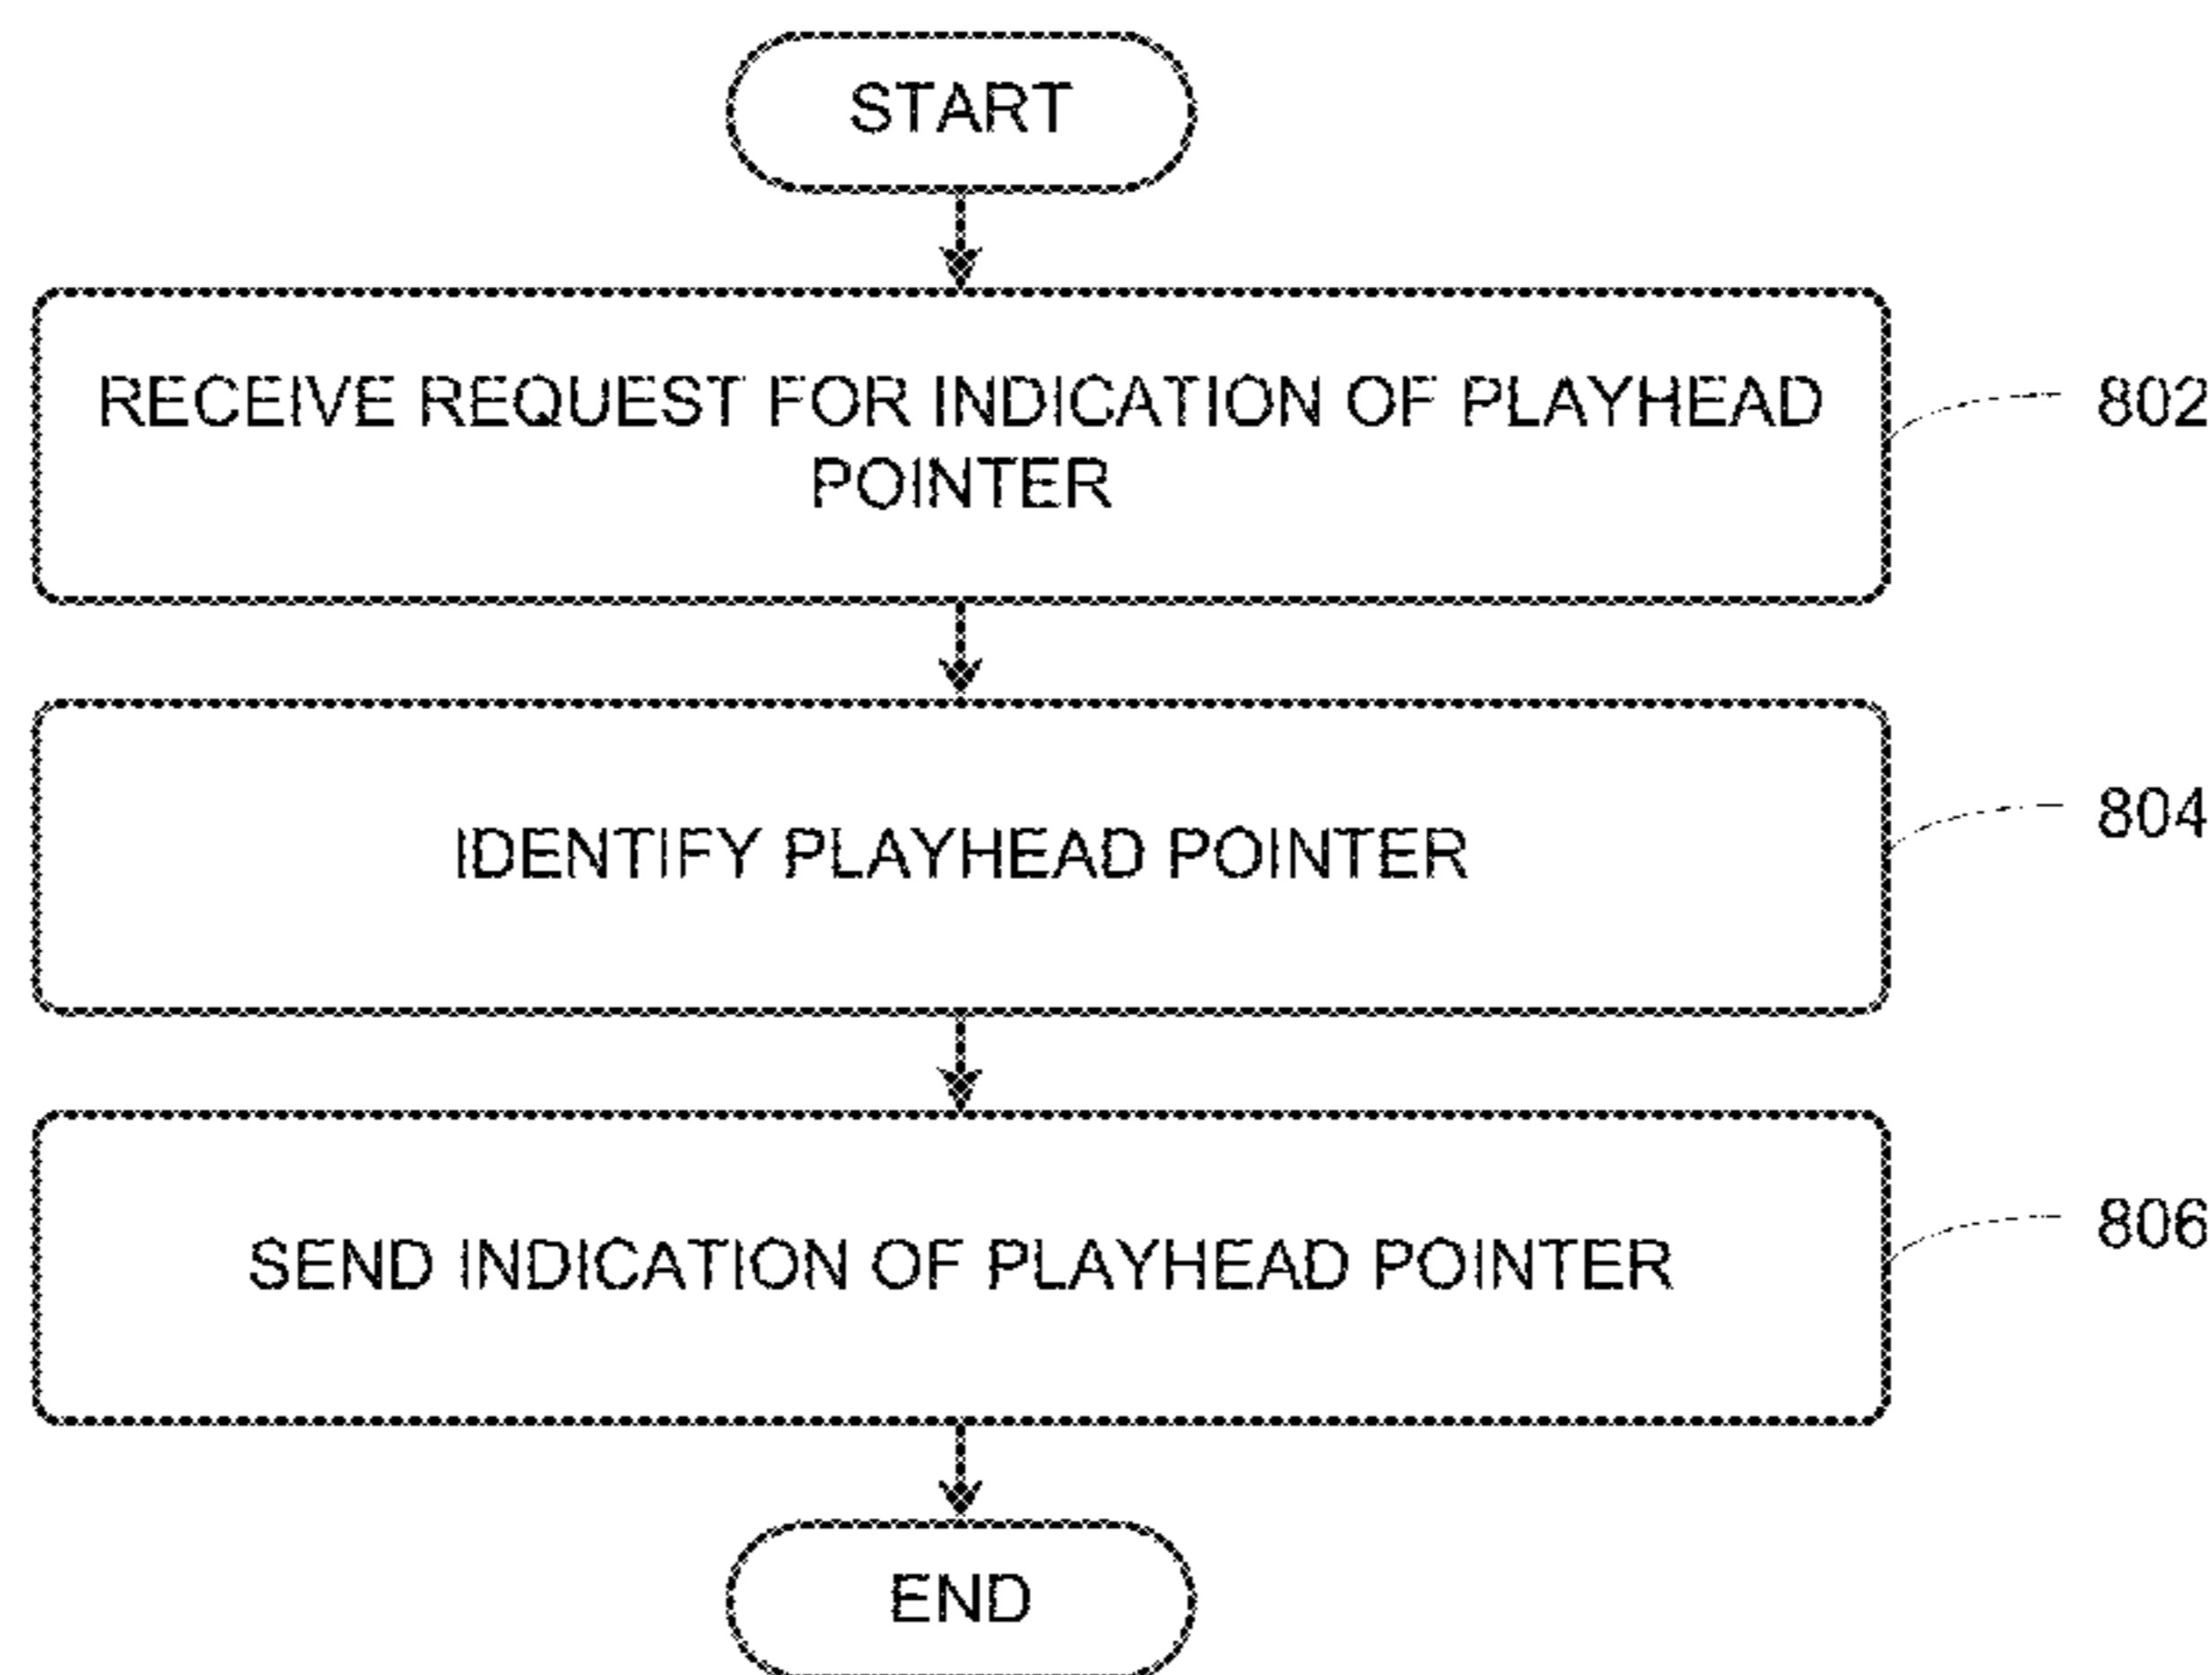 START
RECEIVE REQUEST FOR INDICATION OF PLAYHEAD
POINTER
802
IDENTIFY PLAYHEAD POINTER
804
SEND INDICATION OF PLAYHEAD POINTER
806
END